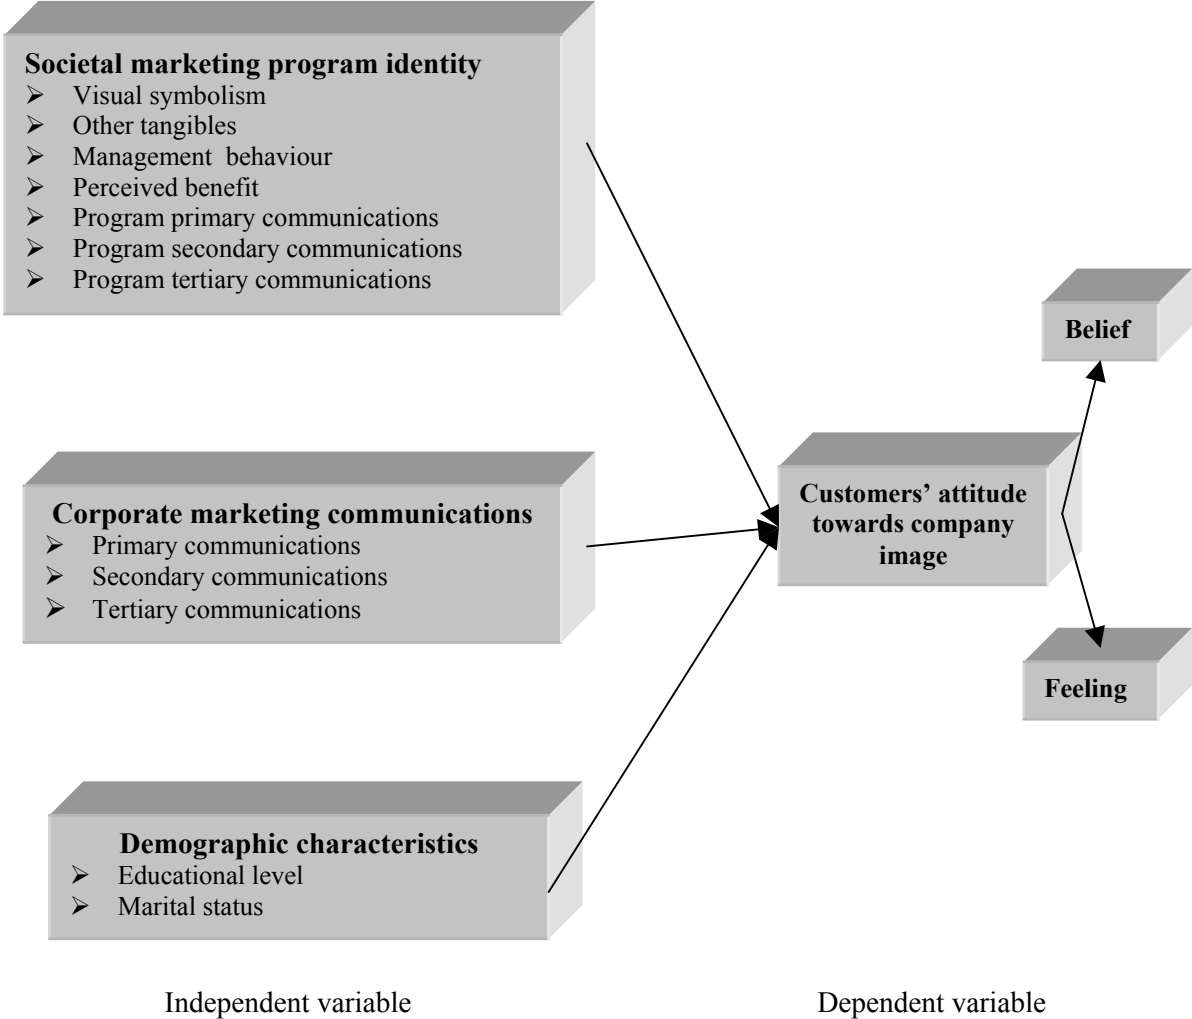 Societal marketing program identity
➢ Visual symbolism
➢ Other tangibles
➢ Management behaviour
➢ Perceived benefit
➢ Program primary communications
➢ Program secondary communications
➢ Program tertiary communications
Corporate marketing communications
➢ Primary communications
➢ Secondary communications
➢ Tertiary communications
Demographic characteristics
➢ Educational level
➢ Marital status
Customers’ attitude
towards company
image
Belief
Feeling
Independent variable
Dependent variable